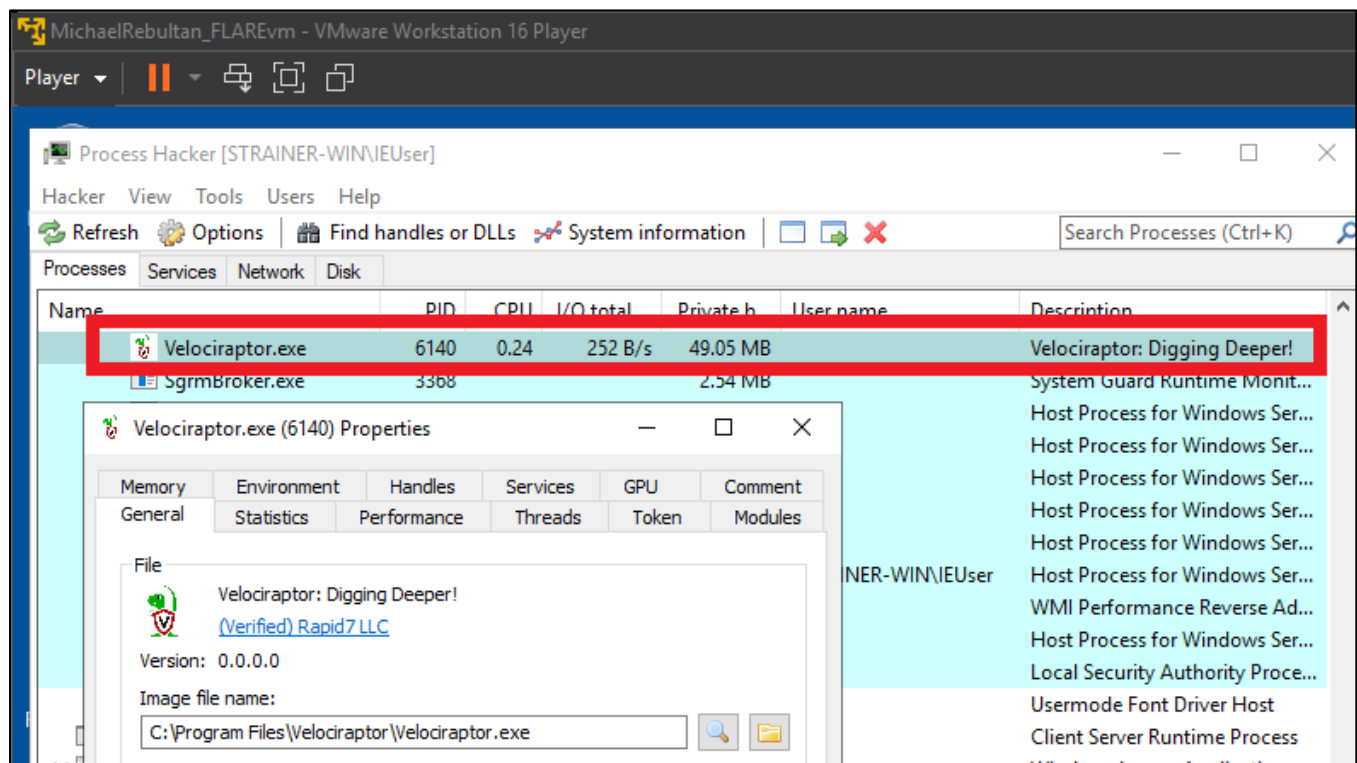 MichaelRebultan_FLAREvm - VMware Workstation 16 Player
Player
Process Hacker [STRAINER-WIN\IEUser]
Hacker View Tools Users Help
Refresh Options Find handles or DLLs System information Search Processes (Ctrl+K)
Processes Services Network Disk
Name PID CPU I/O total Private b User name Description
Velociraptor.exe 6140 0.24 252 B/s 49.05 MB Velociraptor: Digging Deeper!
SgrmBroker.exe 3368 2.54 MB System Guard Runtime Monit...
Host Process for Windows Ser...
Velociraptor.exe (6140) Properties
Host Process for Windows Ser...
Host Process for Windows Ser...
Memory Environment Handles Services GPU Comment
Host Process for Windows Ser...
General Statistics Performance Threads Token Modules
Host Process for Windows Ser...
File
INER-WIN\IEUser Host Process for Windows Ser...
Velociraptor: Digging Deeper!
WMI Performance Reverse Ad...
(Verified) Rapid7 LLC
Host Process for Windows Ser...
Version: 0.0.0.0
Local Security Authority Proce...
Image file name:
Usermode Font Driver Host
C:\Program Files\Velociraptor\Velociraptor.exe
Client Server Runtime Process